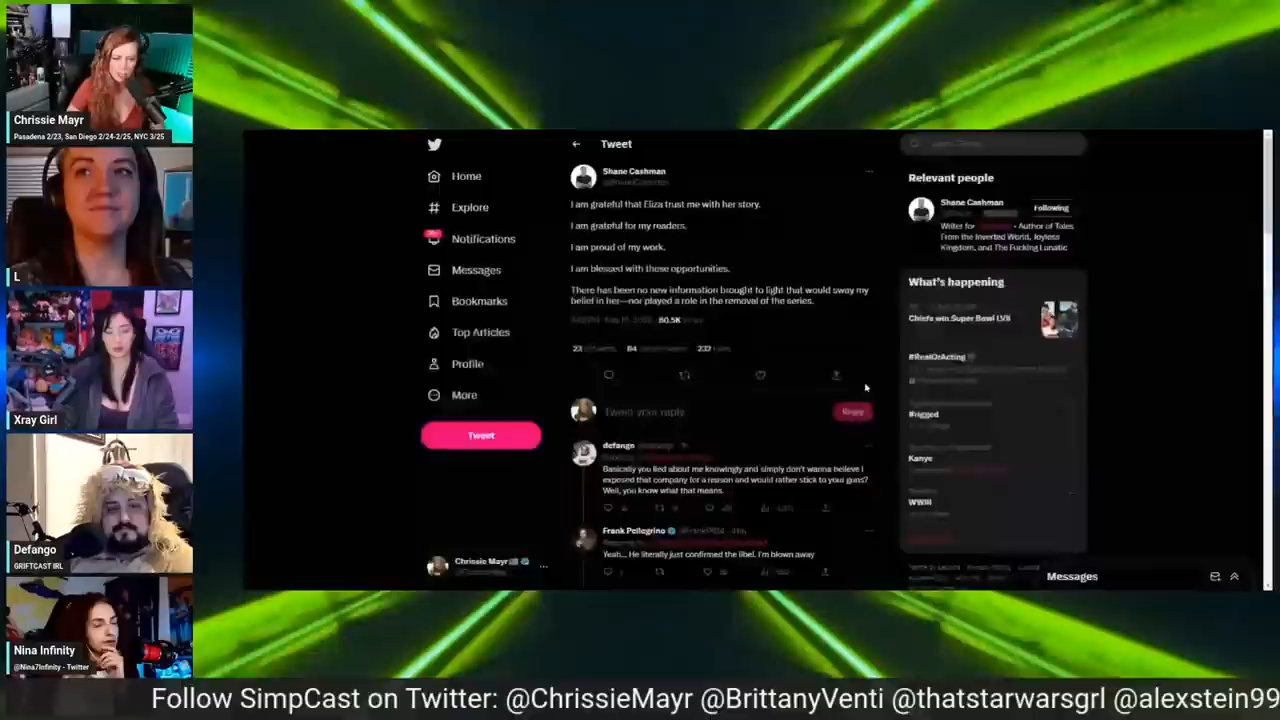 Chrissie Mayr
Pasadena 2/23, San Diego 2/24-2/25, NYC 3/25
L
Xray Girl
Defango
GRIFTCAST IRL
Nina Infinity
@Nina7Infinity - Twitter
Home
Explore
Notifications
Messages
Bookmarks
Top Articles
Profile
More
Tweet
Chrissie Mayr
Tweet
Shane Cashman
I am grateful that Eliza trust me with her story.
I am grateful for my readers.
I am proud of my work.
I am blessed with these opportunities.
There has been no new information brought to light that would sway my
belief in her—nor played a role in the removal of the series.
80.5K
23
84
232
Tweet your reply
Reply
defango
Basically you lied about me knowingly and simply don't wanna believe I
exposed that company for a reason and would rather stick to your guns?
Well, you know what that means.
Frank Pellegrino
Yeah... He literally just confirmed the libel. I'm blown away
Relevant people
Shane Cashman
Following
Writer for • Author of Tales
From the Inverted World, Joyless
Kingdom, and The Fucking Lunatic
What's happening
Chiefs win Super Bowl LVII
#RealOrActing
#rigged
Kanye
WWIII
Messages
Follow SimpCast on Twitter: @ChrissieMayr @BrittanyVenti @thatstarwarsgrl @alexstein99